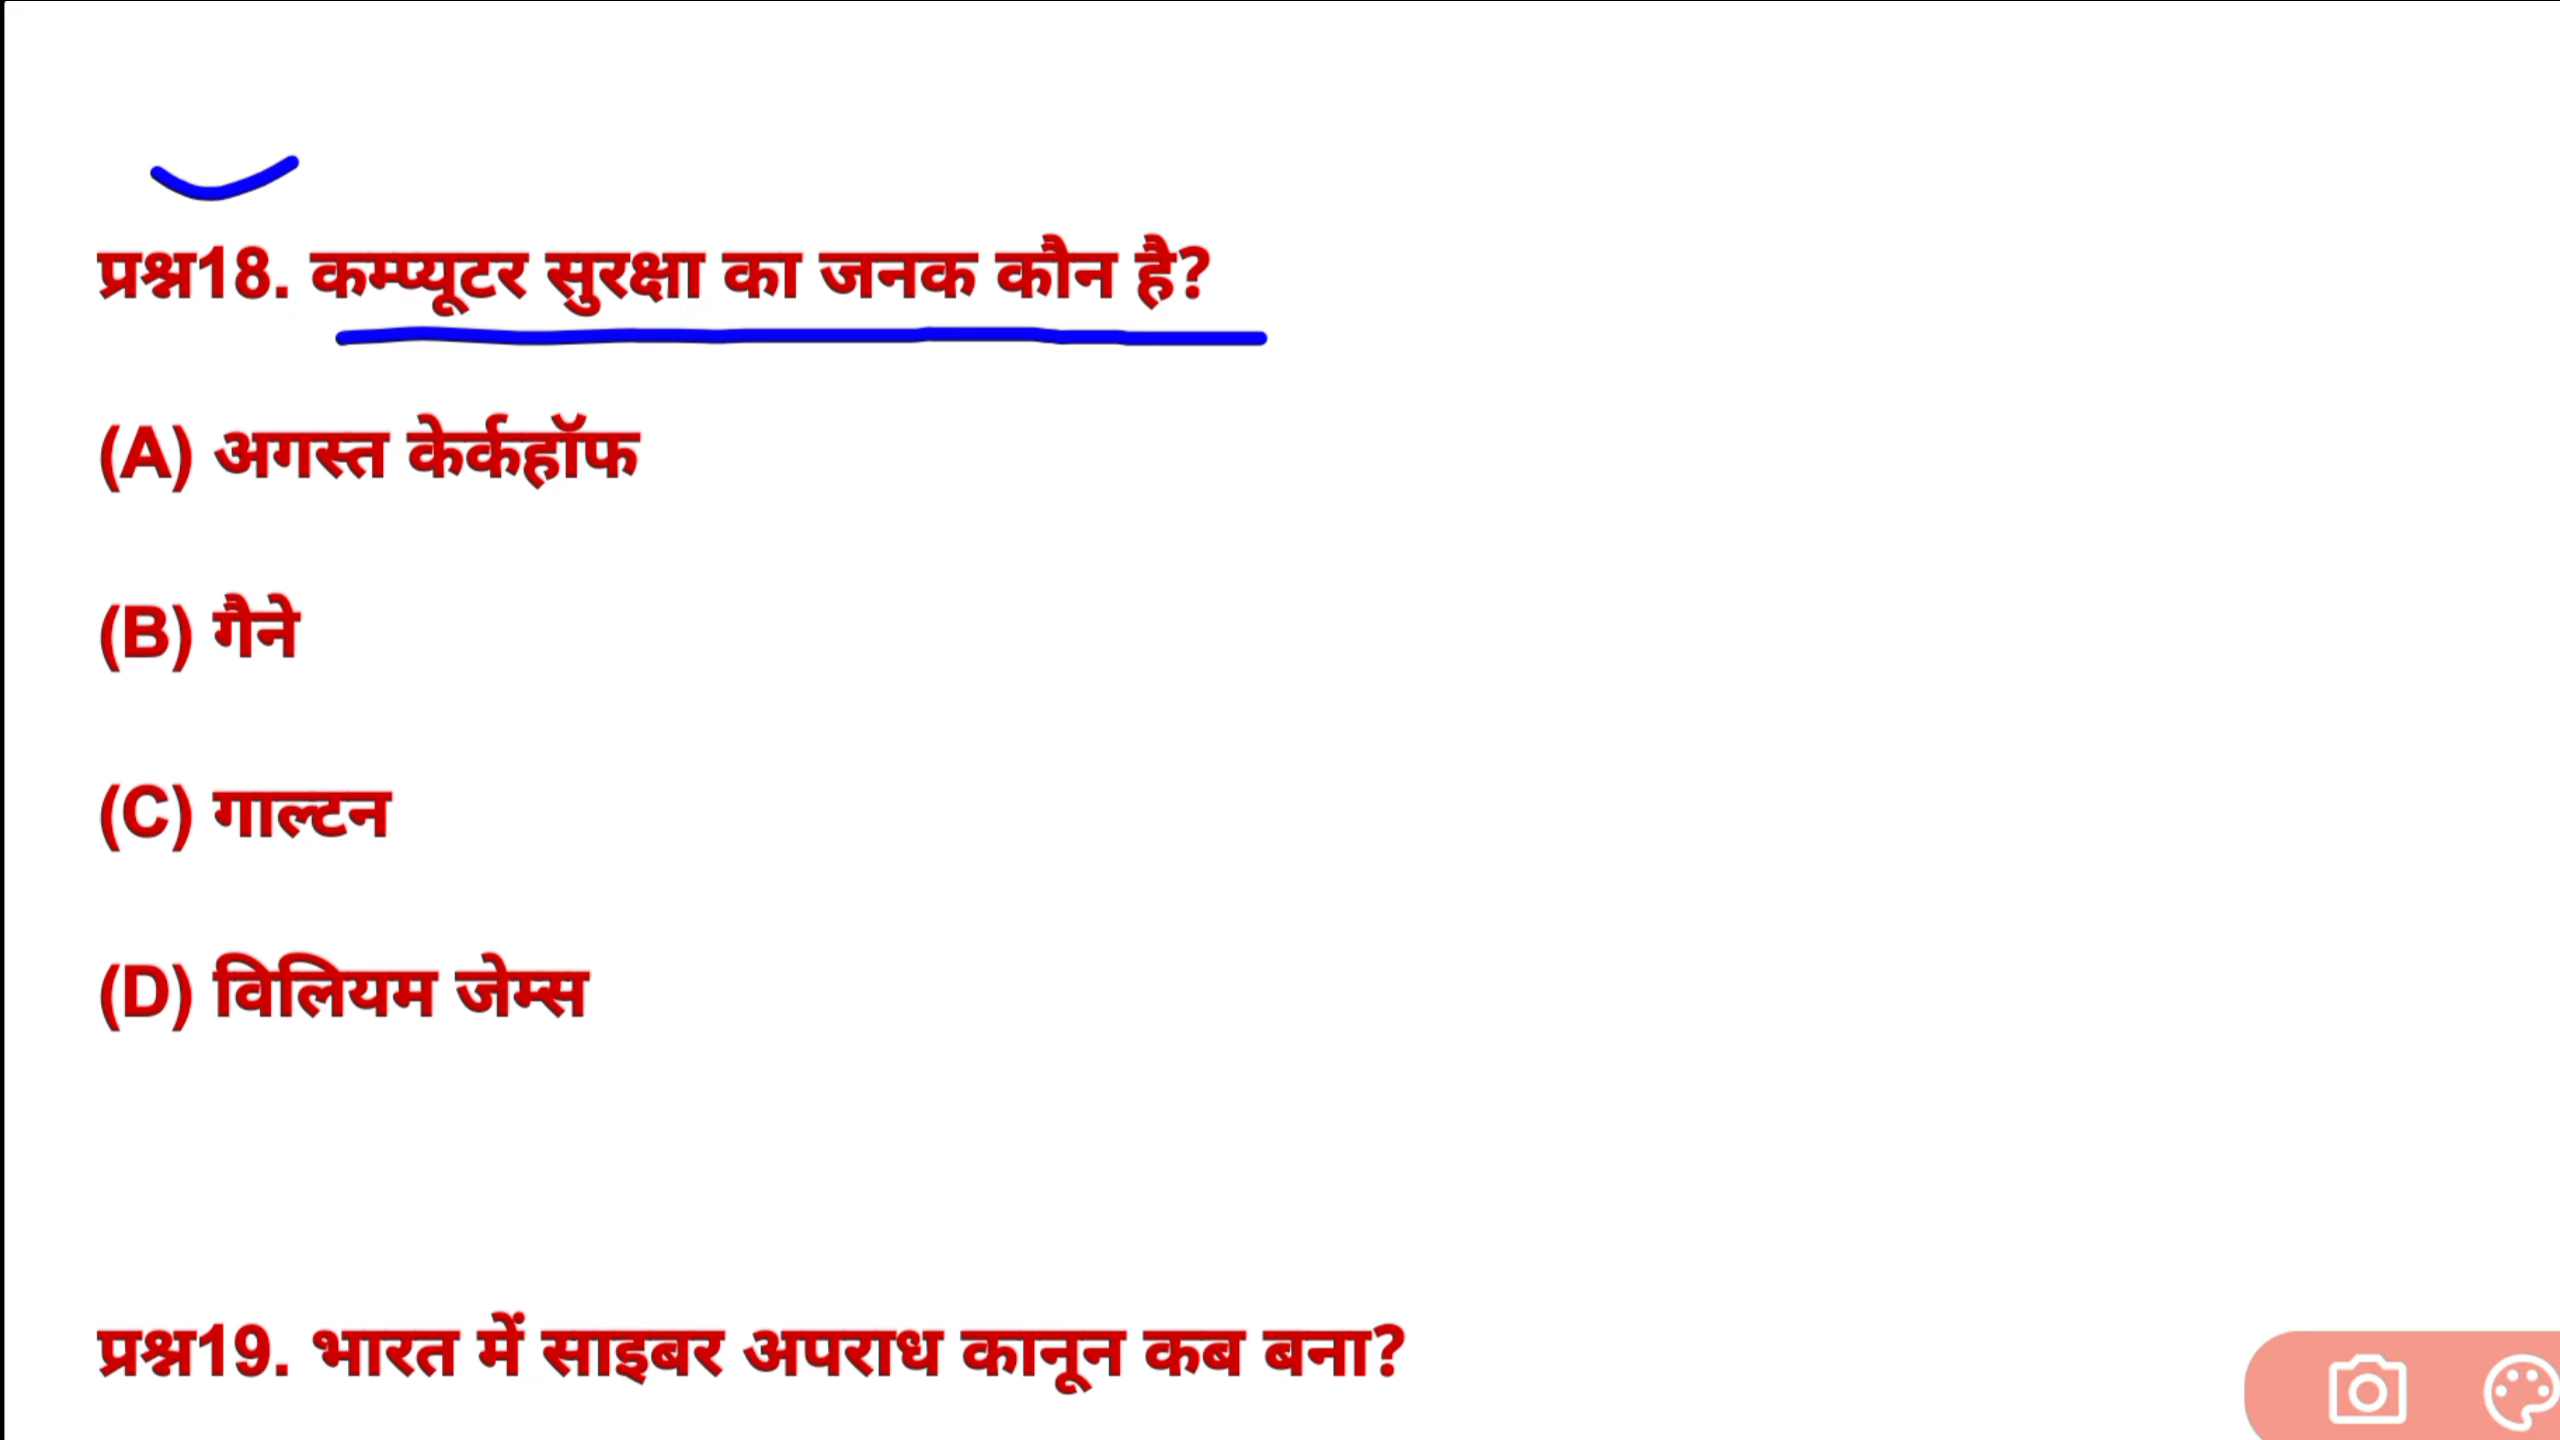 प्रश्न18. कम्प्यूटर सुरक्षा का जनक कौन है?
(A) अगस्त केर्कहॉफ
(B) गैने
(C) गाल्टन
(D) विलियम जेम्स
प्रश्न19. भारत में साइबर अपराध कानून कब बना?